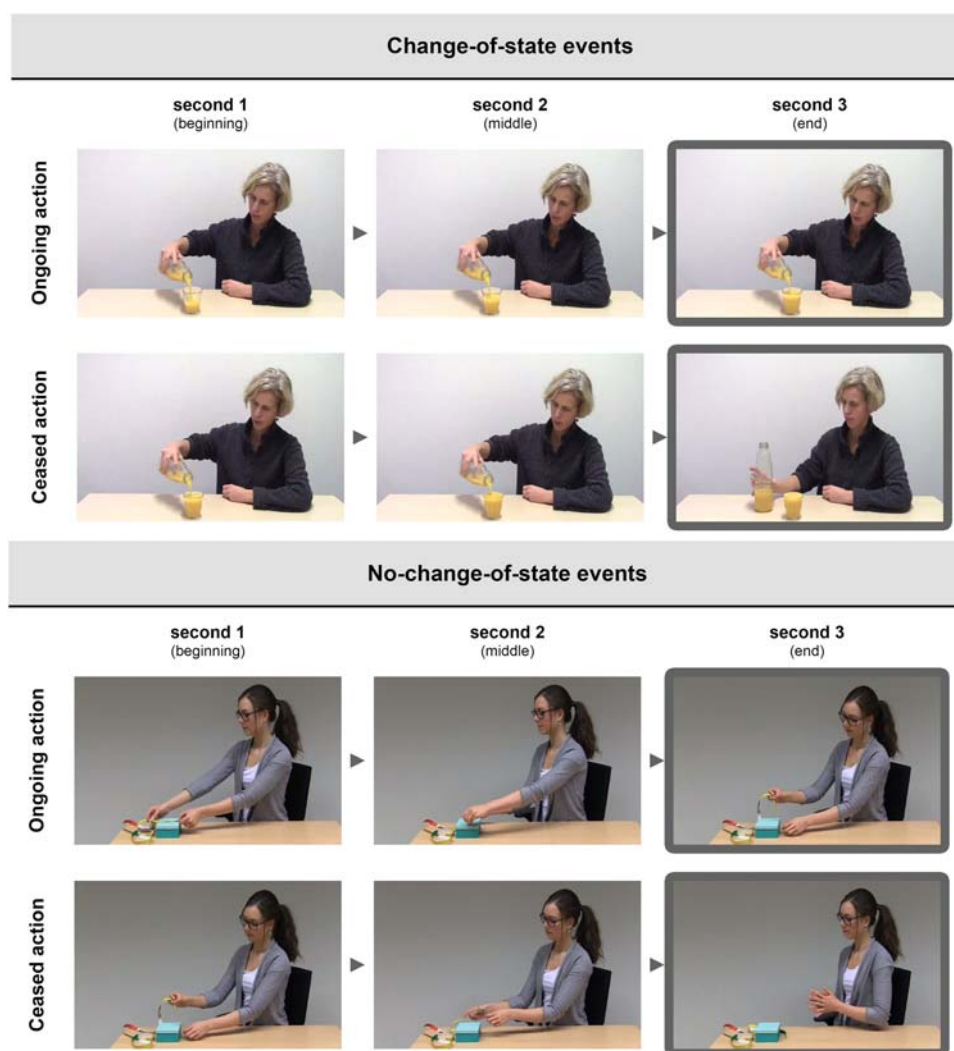 Change-of-state events
second 1 second 2 second 3
(beginning) (middle) (end)
Ongoing action
Ceased action
No-change-of-state events
second 1 second 2 second 3
(beginning) (middle) (end)
Ongoing action
Ceased action